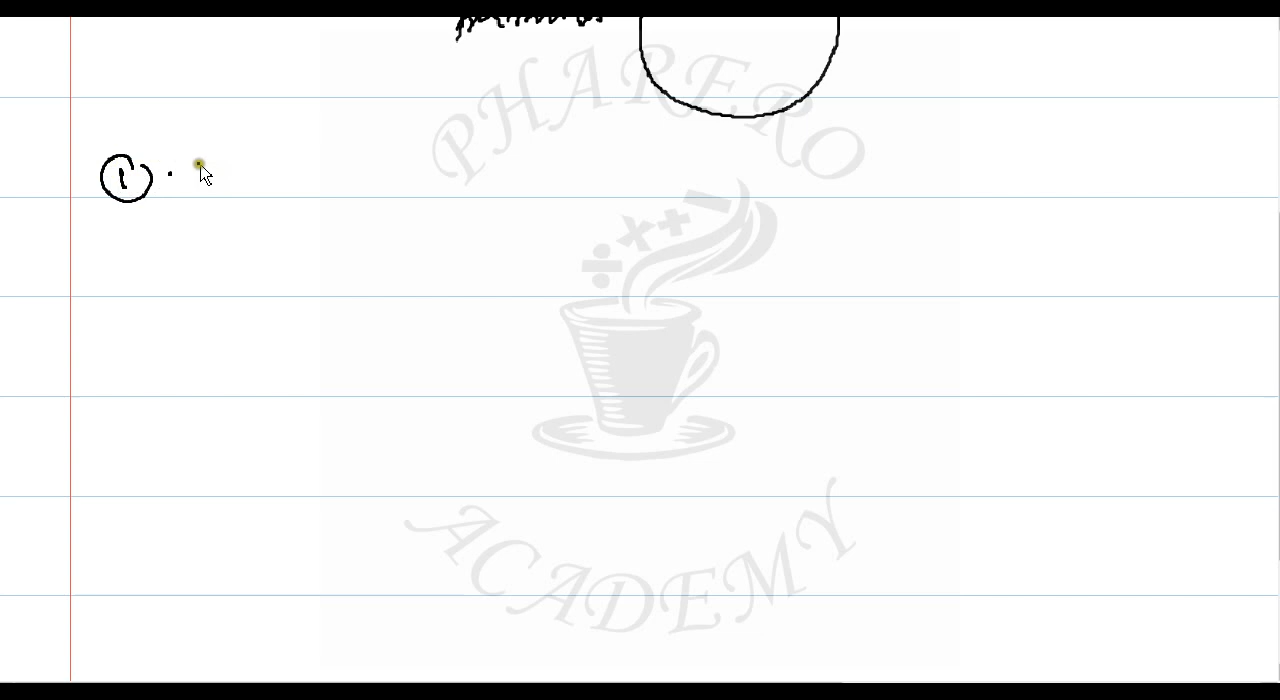 PHARERO
① .
÷ × + −
ACADEMY